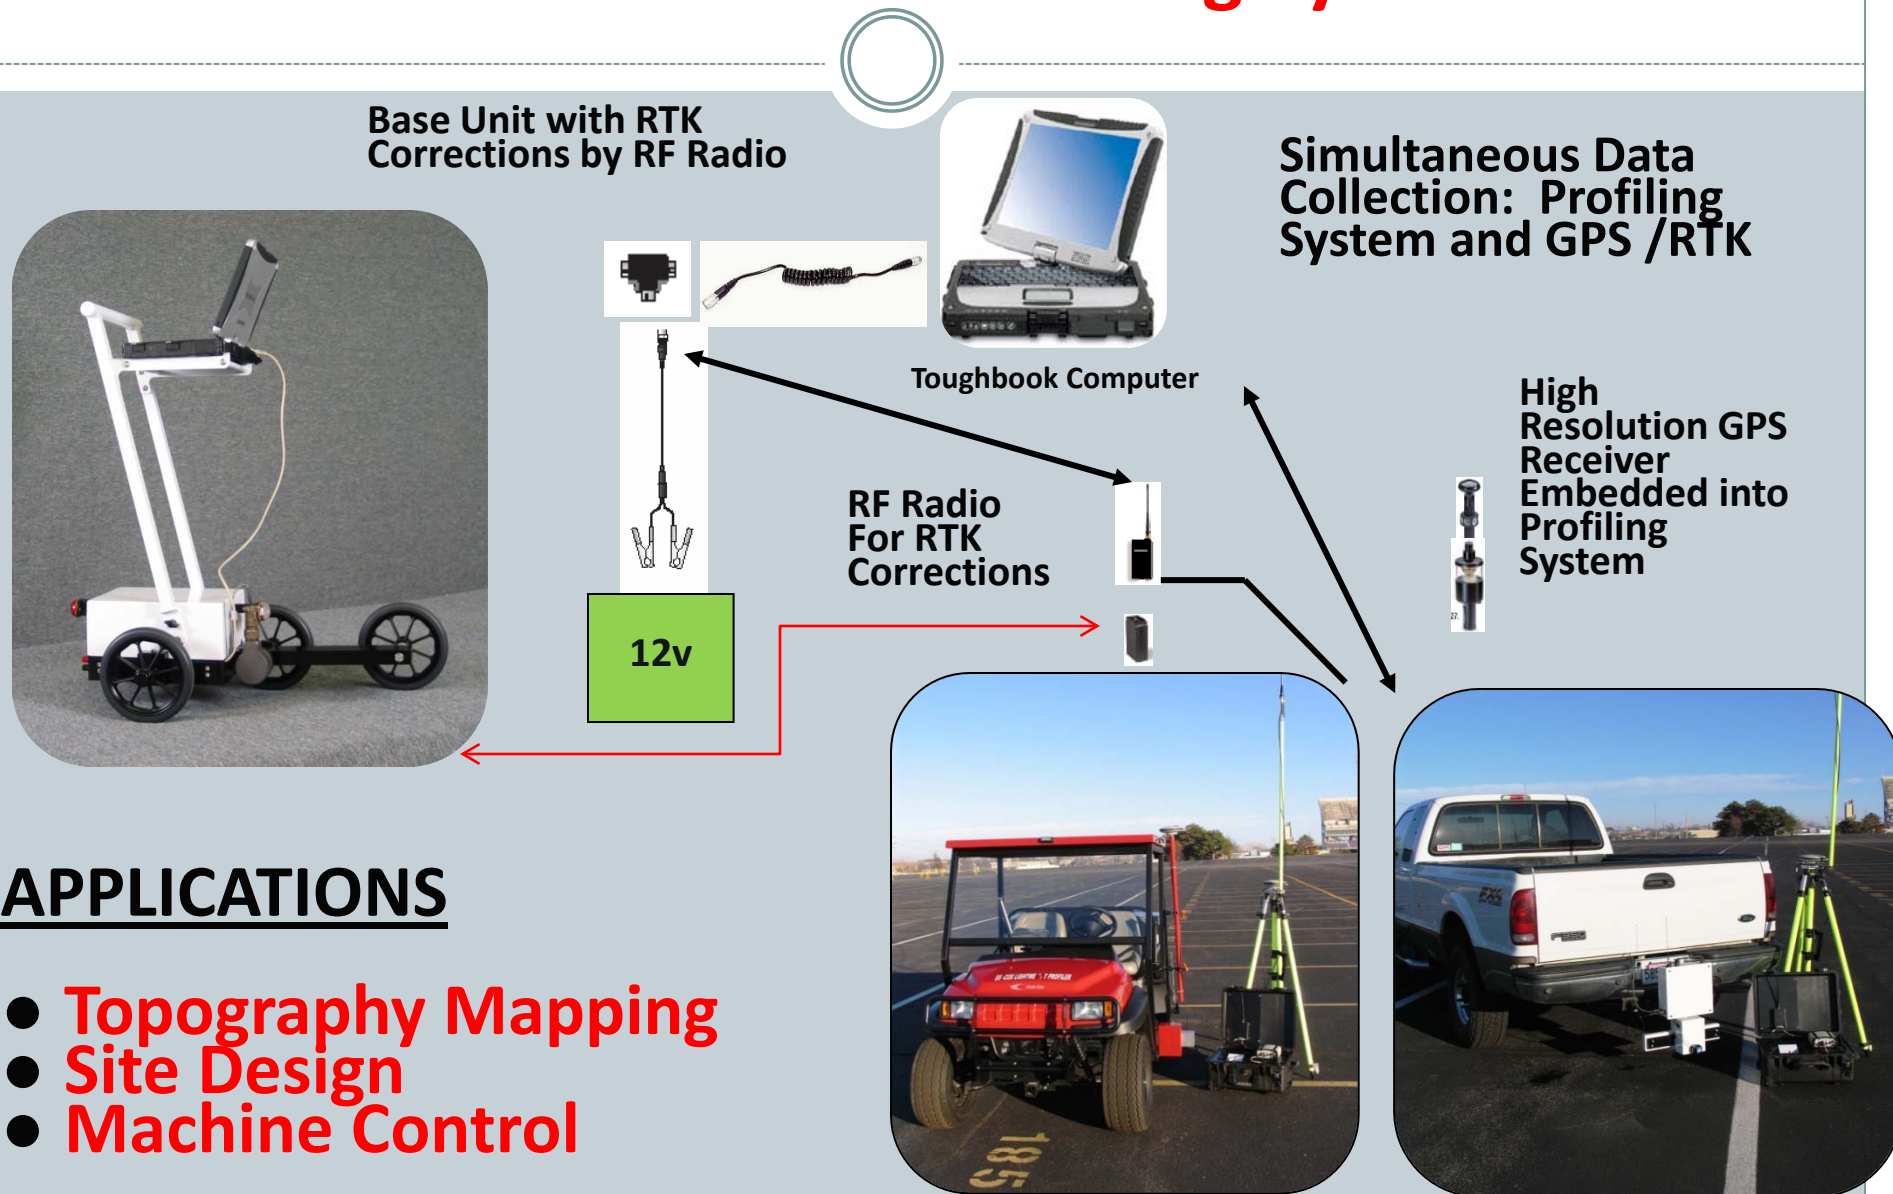 Base Unit with RTK
Corrections by RF Radio
Simultaneous Data
Collection:  Profiling
System and GPS /RTK
Toughbook Computer
High
Resolution GPS
Receiver
Embedded into
Profiling
System
RF Radio
For RTK
Corrections
12v
27.
APPLICATIONS
● Topography Mapping
● Site Design
● Machine Control
FX4
185